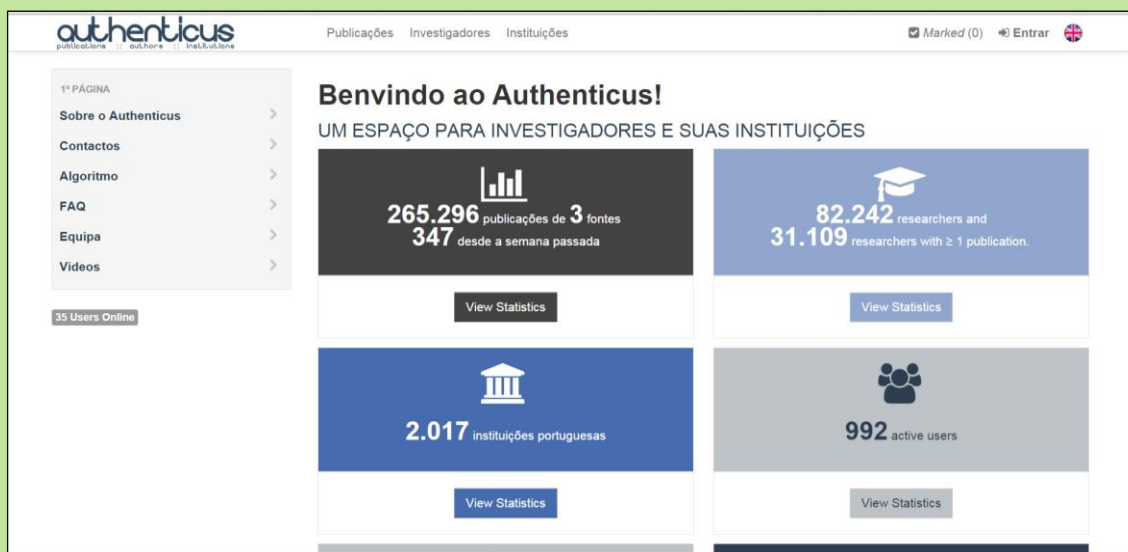 authenticus
publications :: authors :: institutions
Publicações Investigadores Instituições
Marked (0) Entrar
1ª PÁGINA
Sobre o Authenticus
Contactos
Algoritmo
FAQ
Equipa
Videos
35 Users Online
Benvindo ao Authenticus!
UM ESPAÇO PARA INVESTIGADORES E SUAS INSTITUIÇÕES
265.296 publicações de 3 fontes
347 desde a semana passada
View Statistics
82.242 researchers and
31.109 researchers with ≥ 1 publication.
View Statistics
2.017 instituições portuguesas
View Statistics
992 active users
View Statistics